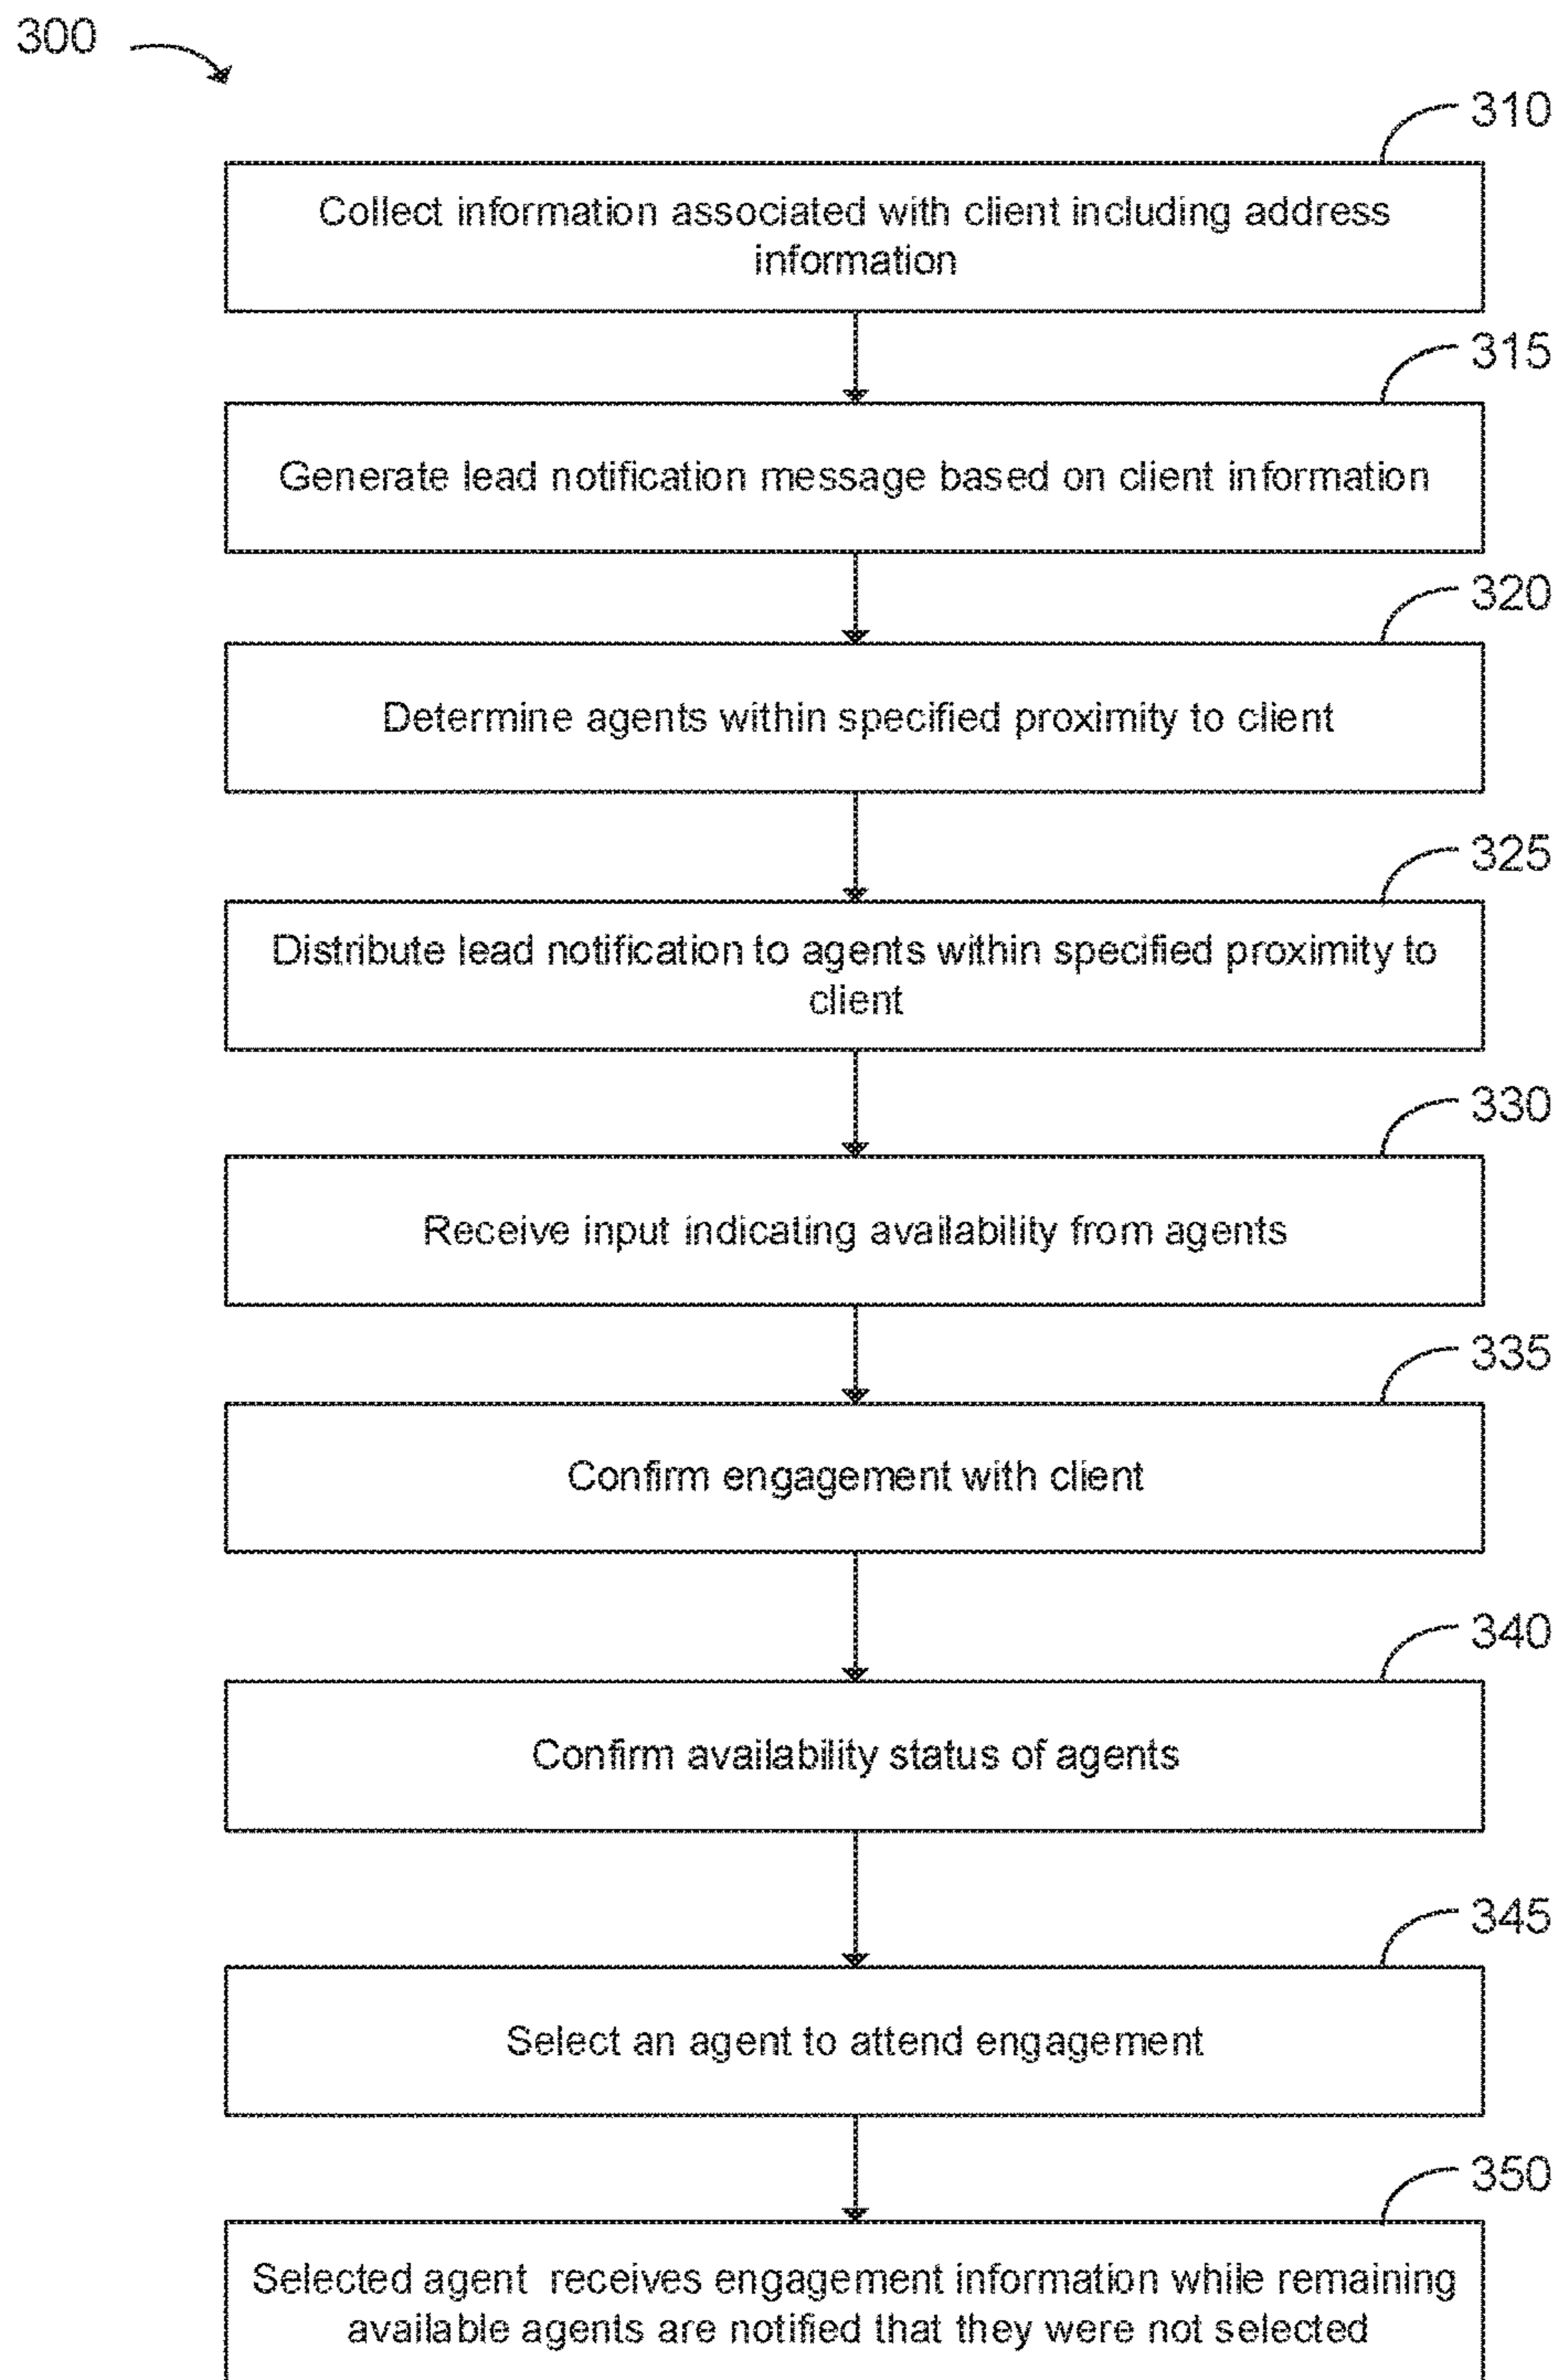 300
310
Collect information associated with client including address
information
315
Generate lead notification message based on client information
320
Determine agents within specified proximity to client
325
Distribute lead notification to agents within specified proximity to
client
330
Receive input indicating availability from agents
335
Confirm engagement with client
340
Confirm availability status of agents
345
Select an agent to attend engagement
350
Selected agent receives engagement information while remaining
available agents are notified that they were not selected